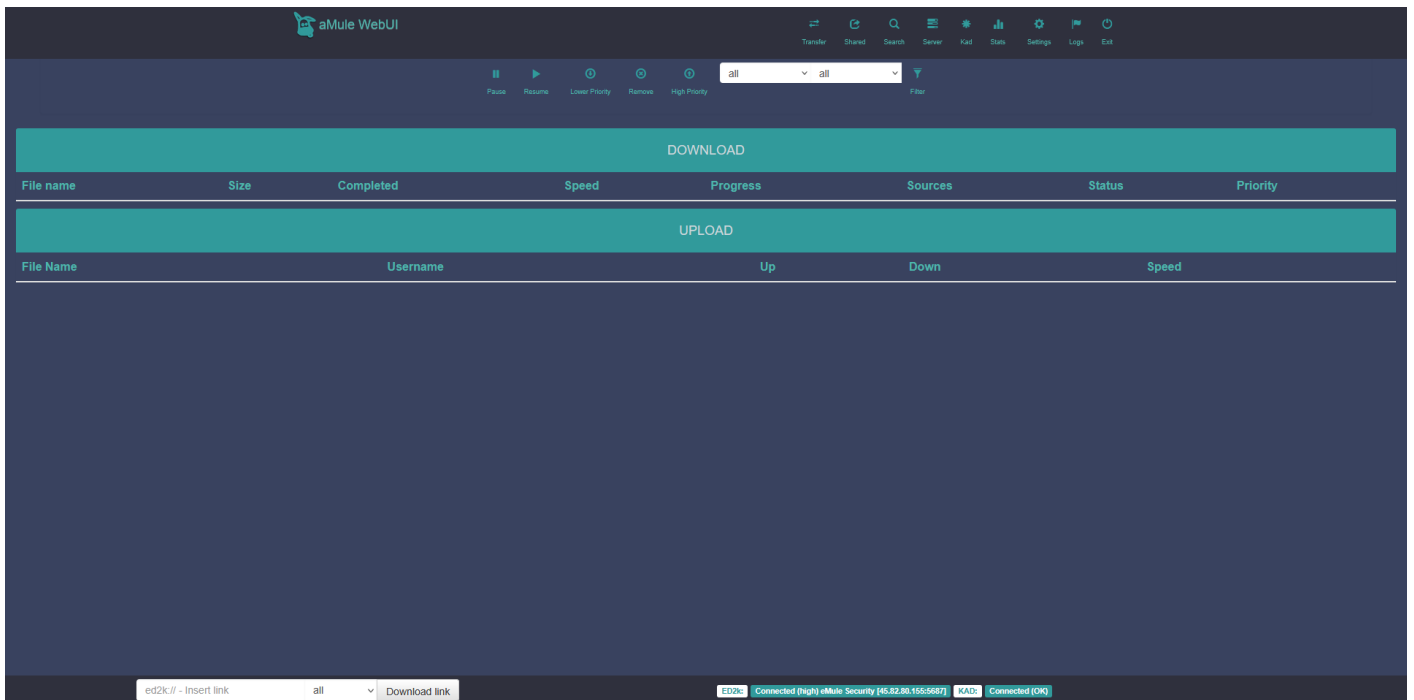 aMule WebUI
Transfer Shared Search Server Kad Stats Settings Logs Exit
Pause Resume Lower Priority Remove High Priority all all Filter
DOWNLOAD
File name Size Completed Speed Progress Sources Status Priority
UPLOAD
File Name Username Up Down Speed
ed2k:// - Insert link all Download link ED2k: Connected (high) eMule Security [45.82.80.155:5687] KAD: Connected (OK)